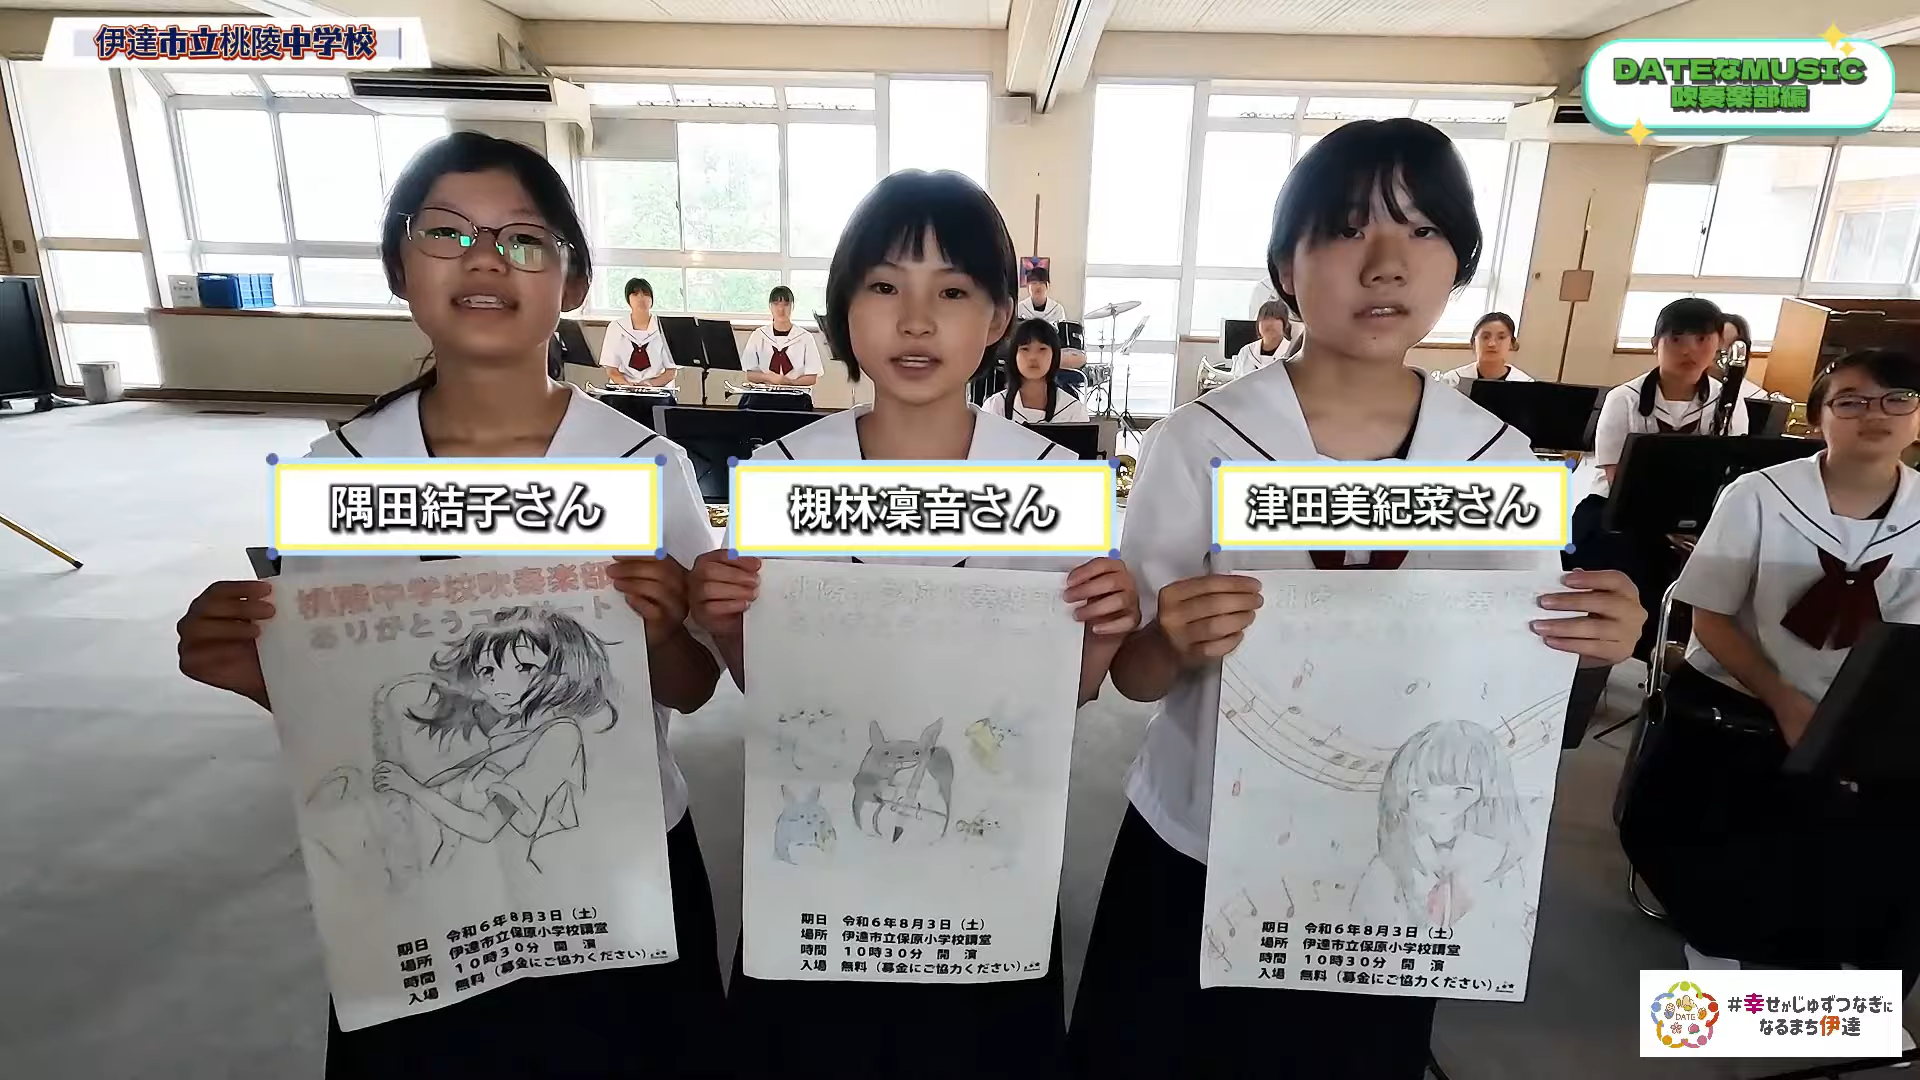 伊達市立桃陵中学校
DATEなMUSIC
吹奏楽部編
隅田結子さん
槻林凜音さん
津田美紀菜さん
桃陵中学校吹奏楽部
ありがとうコンサート
期日 令和6年8月3日（土）
場所 伊達市立保原小学校講堂
時間 10時30分 開 演
入場 無料（募金にご協力ください）
期日 令和6年8月3日（土）
場所 伊達市立保原小学校講堂
時間 10時30分 開 演
入場 無料（募金にご協力ください）
期日 令和6年8月3日（土）
場所 伊達市立保原小学校講堂
時間 10時30分 開 演
入場 無料（募金にご協力ください）
DATE
#幸せがじゅずつなぎに
なるまち伊達